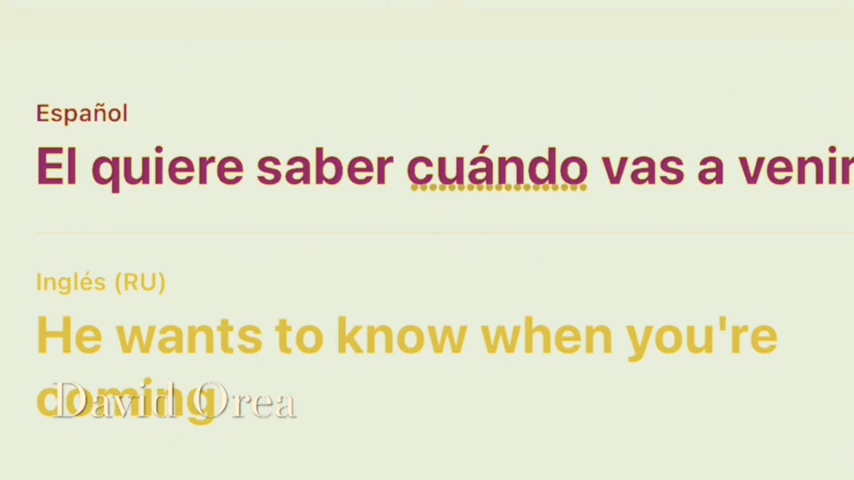 Español
El quiere saber cuándo vas a venir
Inglés (RU)
He wants to know when you're
coming
David Orea